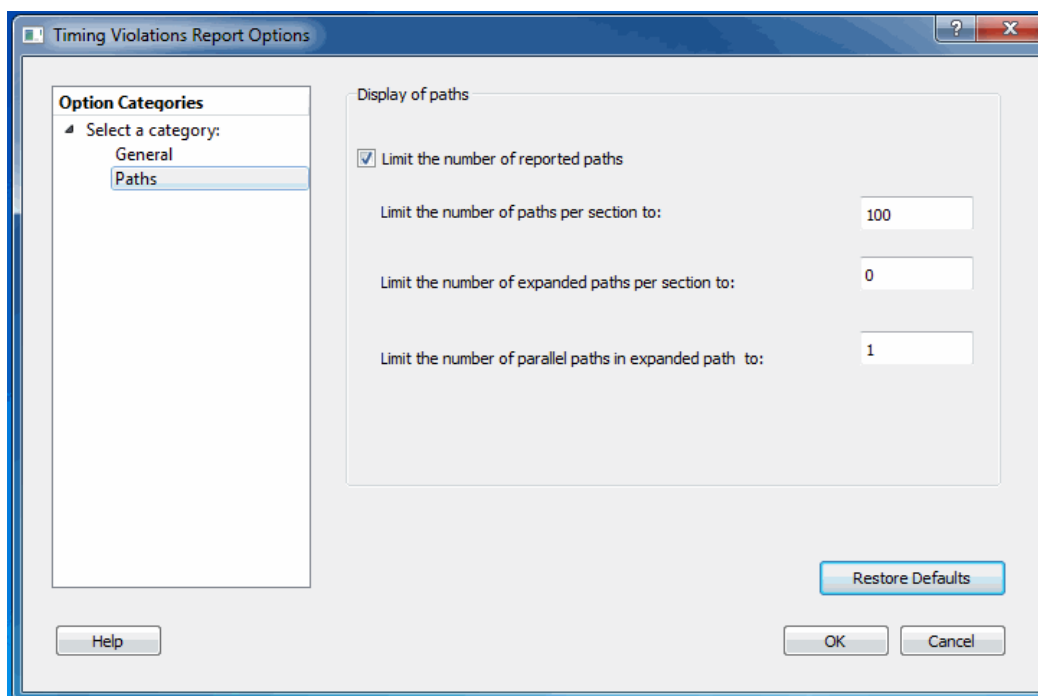 Timing Violations Report Options
Option Categories
Select a category:
General
Paths
Display of paths
Limit the number of reported paths
Limit the number of paths per section to:
100
Limit the number of expanded paths per section to:
0
Limit the number of parallel paths in expanded path to:
1
Restore Defaults
Help
OK
Cancel